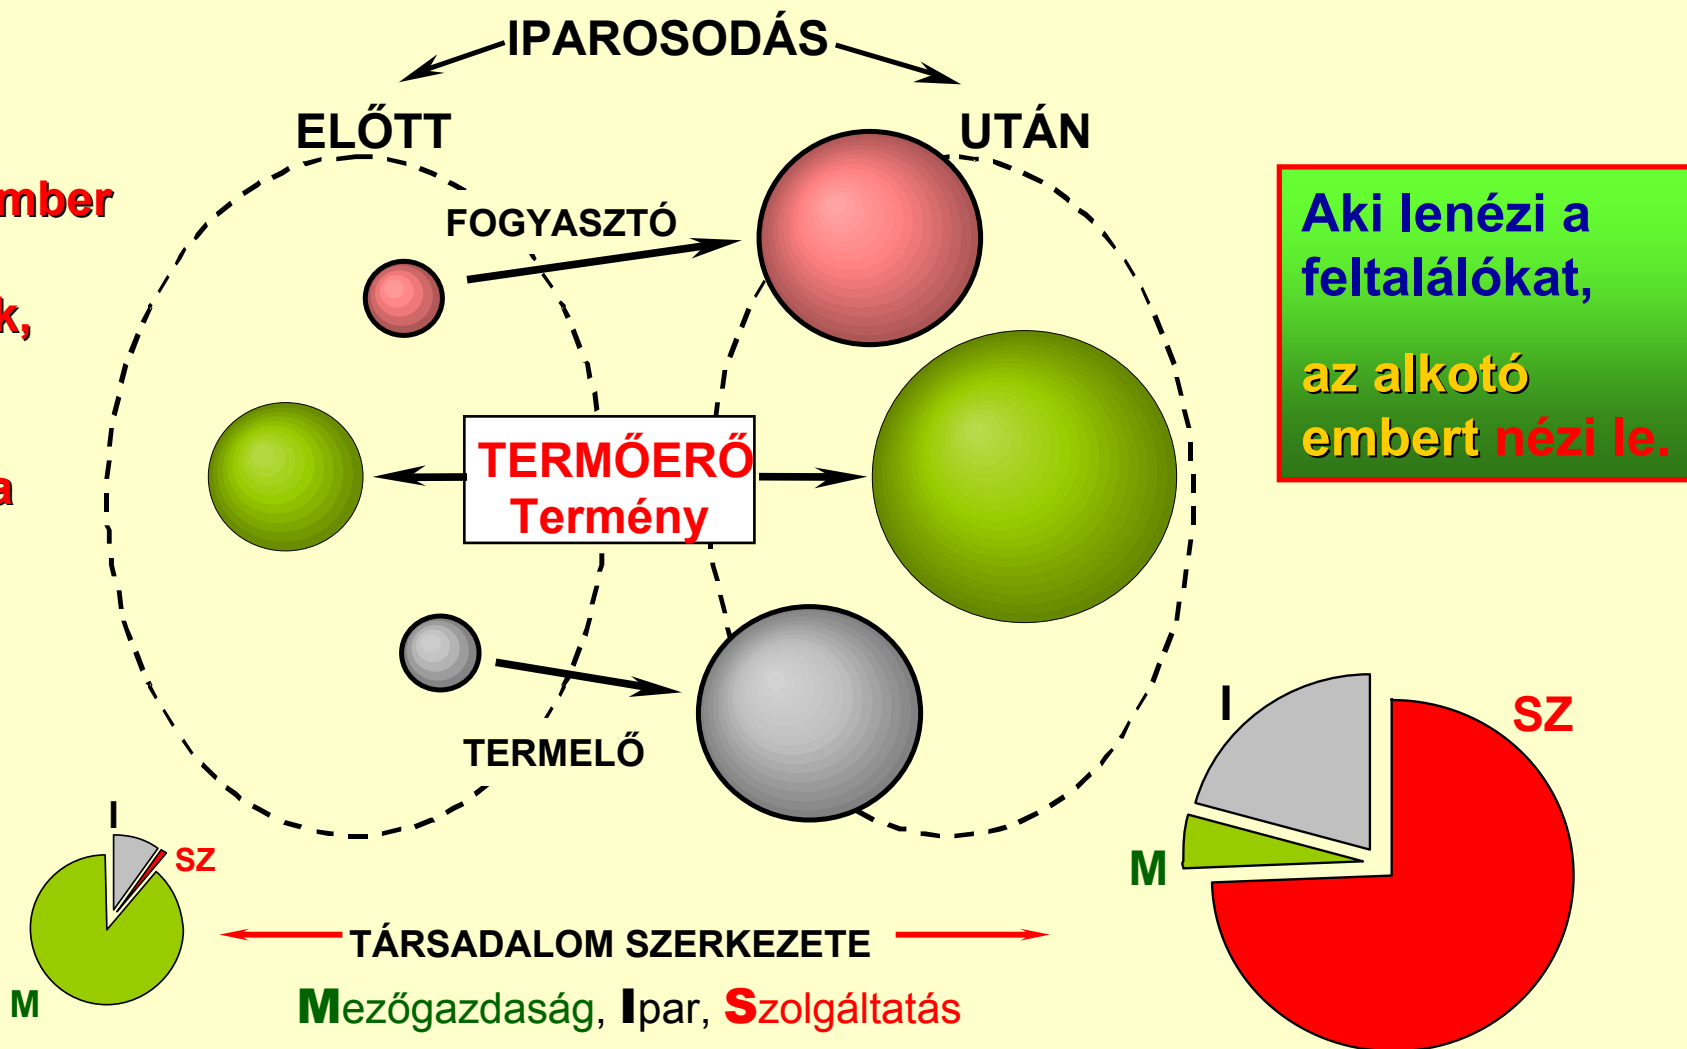 IPAROSODÁS
ELŐTT
UTÁN
FOGYASZTÓ
TERMŐERŐ
Termény
TERMELŐ
Aki lenézi a
feltalálókat,
az alkotó
embert nézi le.
I
SZ
M
I
SZ
M
TÁRSADALOM SZERKEZETE
Mezőgazdaság, Ipar, Szolgáltatás